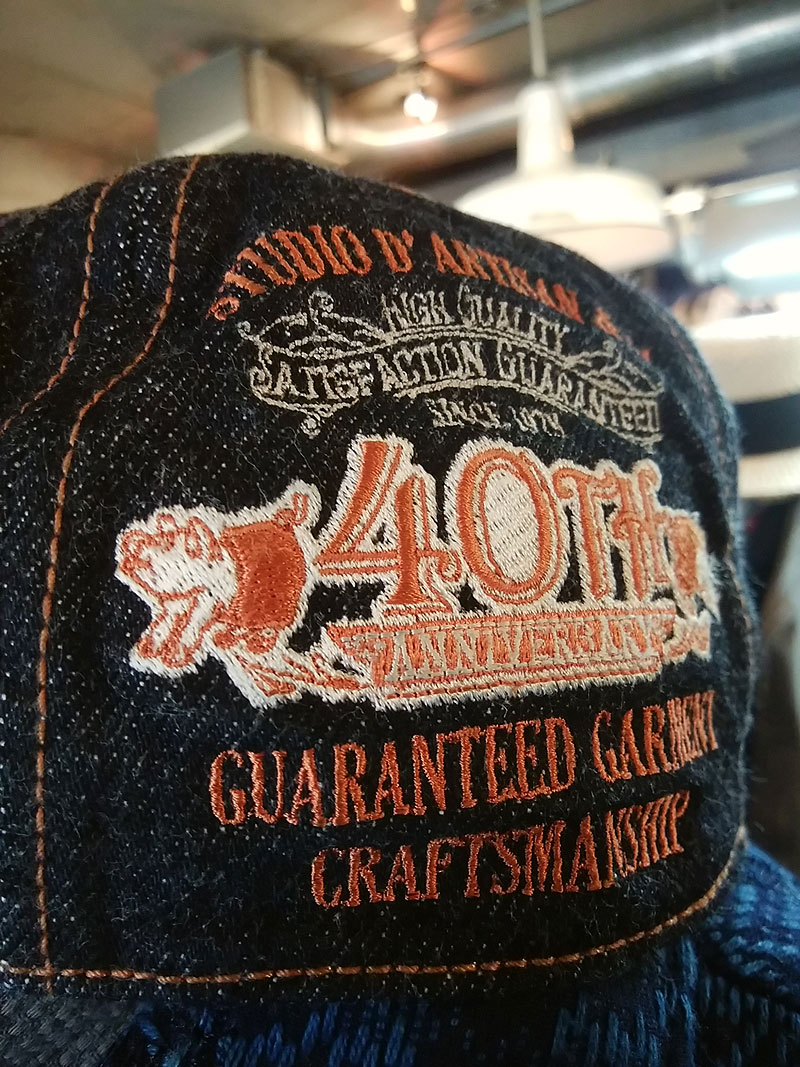 STUDIO D' ARTISAN
HIGH QUALITY
SATISFACTION GUARANTEED
SINCE 1979
40TH
ANNIVERSARY
GUARANTEED GARMENT
CRAFTSMANSHIP